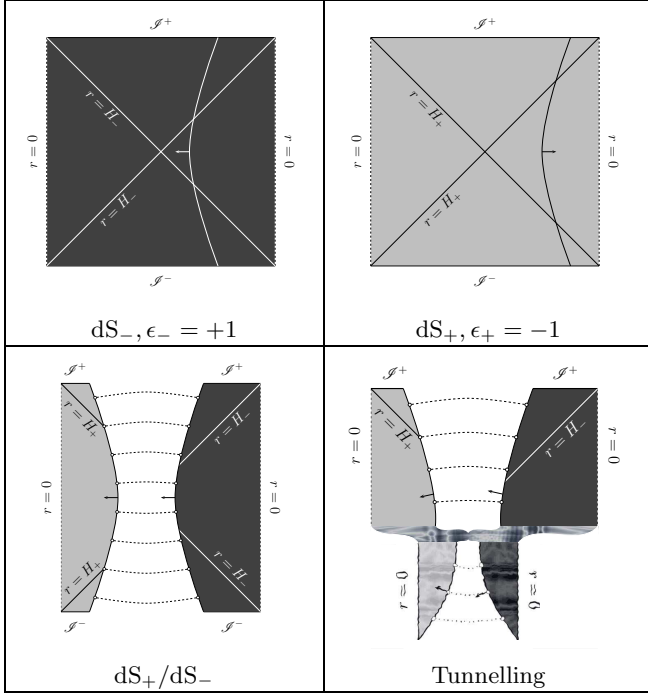 𝓘⁺
r = H₋
r = 0
r = 0
r = H₋
𝓘⁻
dS₋, ϵ₋ = +1
𝓘⁺
r = H₊
r = 0
r = 0
r = H₊
𝓘⁻
dS₊, ϵ₊ = −1
𝓘⁺ 𝓘⁺
r = H₊
r = H₋
r = 0
r = 0
r = H₊
r = H₋
𝓘⁻ 𝓘⁻
dS₊/dS₋
𝓘⁺ 𝓘⁺
r = H₊
r = H₋
r = 0
r = 0
r ≈ 0
Tunnelling